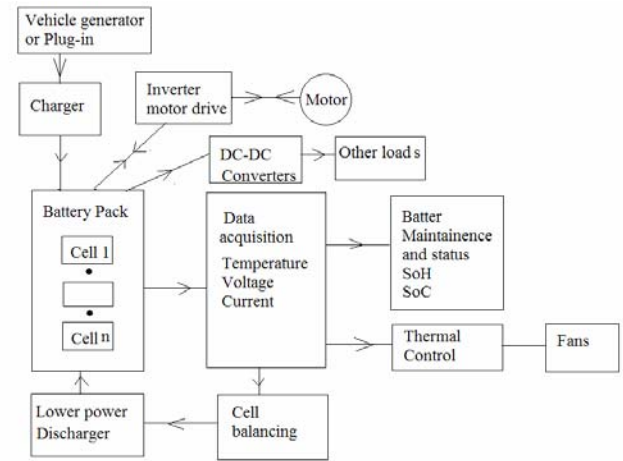 Vehicle generator
or Plug-in
Charger
Inverter
motor drive
Motor
DC-DC
Converters
Other loads
Battery Pack
Cell 1
Cell n
Data
acquisition
Temperature
Voltage
Current
Batter
Maintainence
and status
SoH
SoC
Thermal
Control
Fans
Lower power
Discharger
Cell
balancing